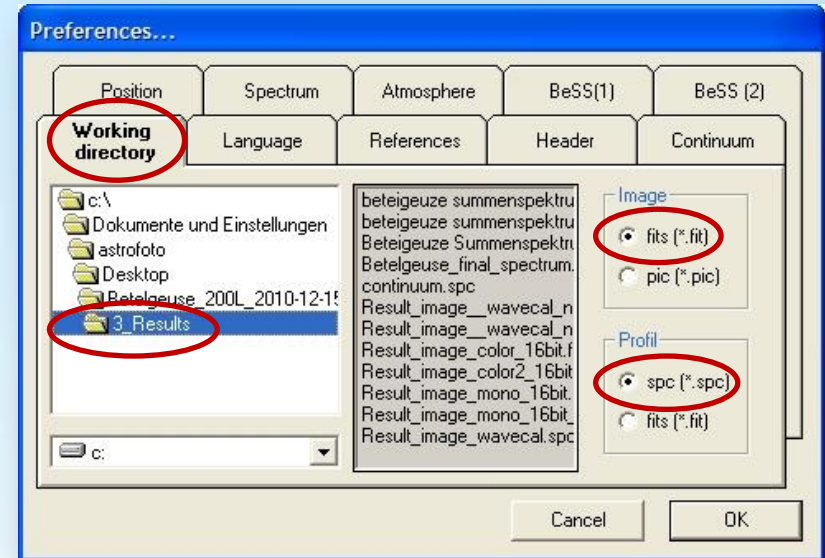 Preferences...
Position
Spectrum
Atmosphere
BeSS(1)
BeSS (2)
Working
directory
Language
References
Header
Continuum
c:\
Dokumente und Einstellungen
astrofoto
Desktop
Betelgeuse_200L_2010-12-15
3_Results
c:
beteigeuze summenspektru
beteigeuze summenspektru
Beteigeuze Summenspektru
Betelgeuse_final_spectrum.
continuum.spc
Result_image__wavecal_n
Result_image__wavecal_n
Result_image_color_16bit.f
Result_image_color2_16bit
Result_image_mono_16bit.
Result_image_mono_16bit_
Result_image_wavecal.spc
Image
fits (*.fit)
pic (*.pic)
Profil
spc (*.spc)
fits (*.fit)
Cancel
OK